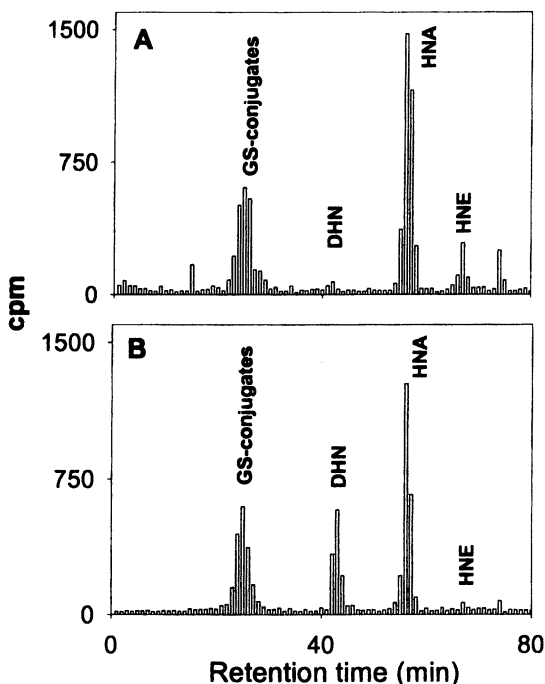 cpm
A
1500
750
0
GS-conjugates
DHN
HNA
HNE
B
1500
750
0
GS-conjugates
DHN
HNA
HNE
0
40
80
Retention time (min)